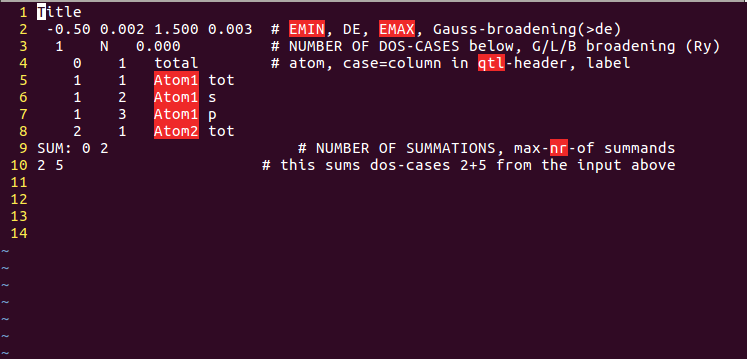 1 Title
2 -0.50 0.002 1.500 0.003 # EMIN, DE, EMAX, Gauss-broadening(>de)
3 1 N 0.000 # NUMBER OF DOS-CASES below, G/L/B broadening (Ry)
4 0 1 total # atom, case=column in qtl-header, label
5 1 1 Atom1 tot
6 1 2 Atom1 s
7 1 3 Atom1 p
8 2 1 Atom2 tot
9 SUM: 0 2 # NUMBER OF SUMMATIONS, max-nr-of summands
10 2 5 # this sums dos-cases 2+5 from the input above
11
12
13
14
~
~
~
~
~
~
~